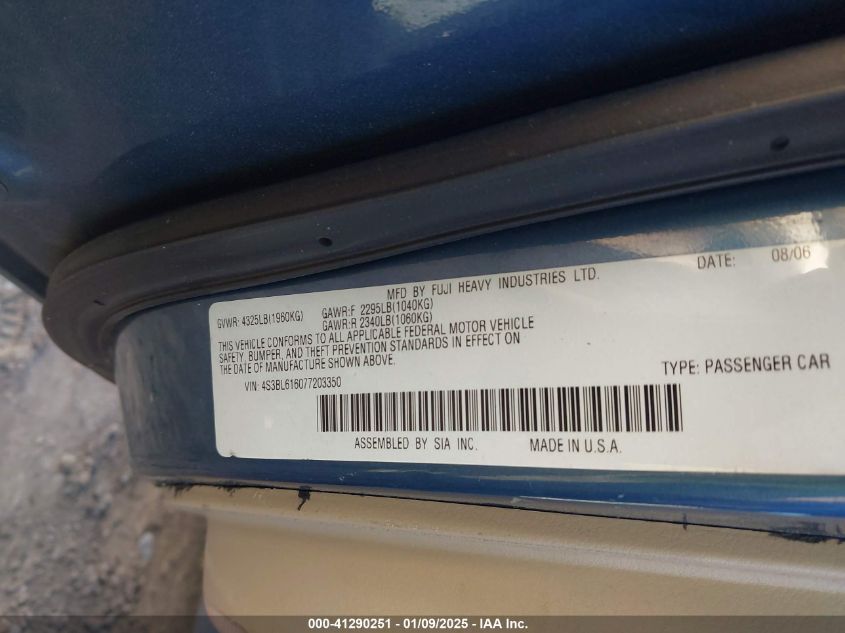 MFD BY FUJI HEAVY INDUSTRIES LTD. DATE: 08/06
GVWR: 4325LB(1960KG) GAWR:F 2295LB(1040KG)
GAWR:R 2340LB(1060KG)
THIS VEHICLE CONFORMS TO ALL APPLICABLE FEDERAL MOTOR VEHICLE
SAFETY, BUMPER, AND THEFT PREVENTION STANDARDS IN EFFECT ON
THE DATE OF MANUFACTURE SHOWN ABOVE.
VIN: 4S3BL616077203350 TYPE: PASSENGER CAR
ASSEMBLED BY SIA INC. MADE IN U.S.A.
000-41290251 - 01/09/2025 - IAA Inc.